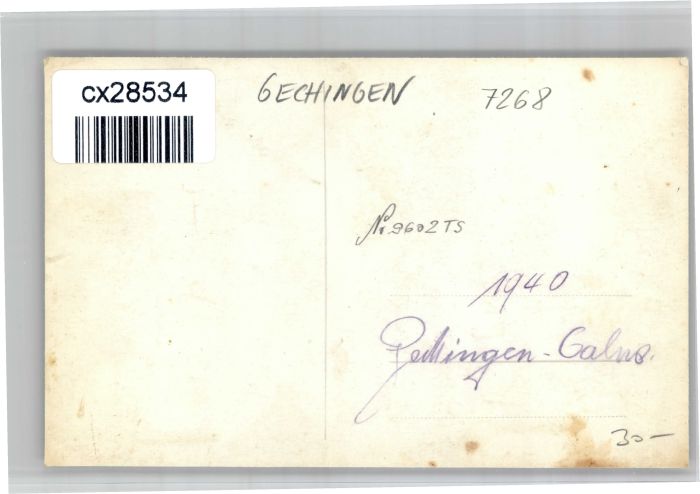 cx28534
GECHINGEN
7268
Nr. 9602 TS
1940
Gechingen - Calw.
30-